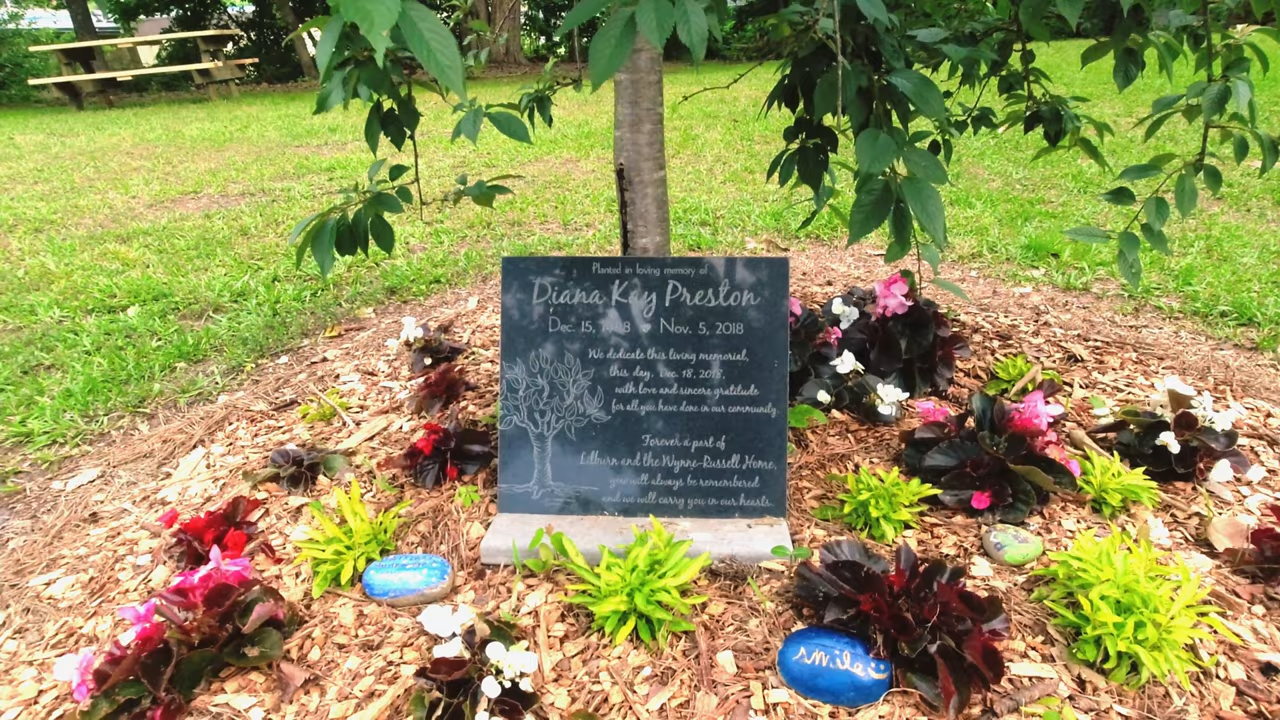 Planted in loving memory of
Diana Kay Preston
Dec. 15, Nov. 5, 2018
We dedicate this living memorial,
this day, Dec. 18, 2018,
with love and sincere gratitude
for all you have done in our community.
Forever a part of
Lilburn and the Wynne-Russell Home,
you will always be remembered
and we will carry you in our hearts.
smile